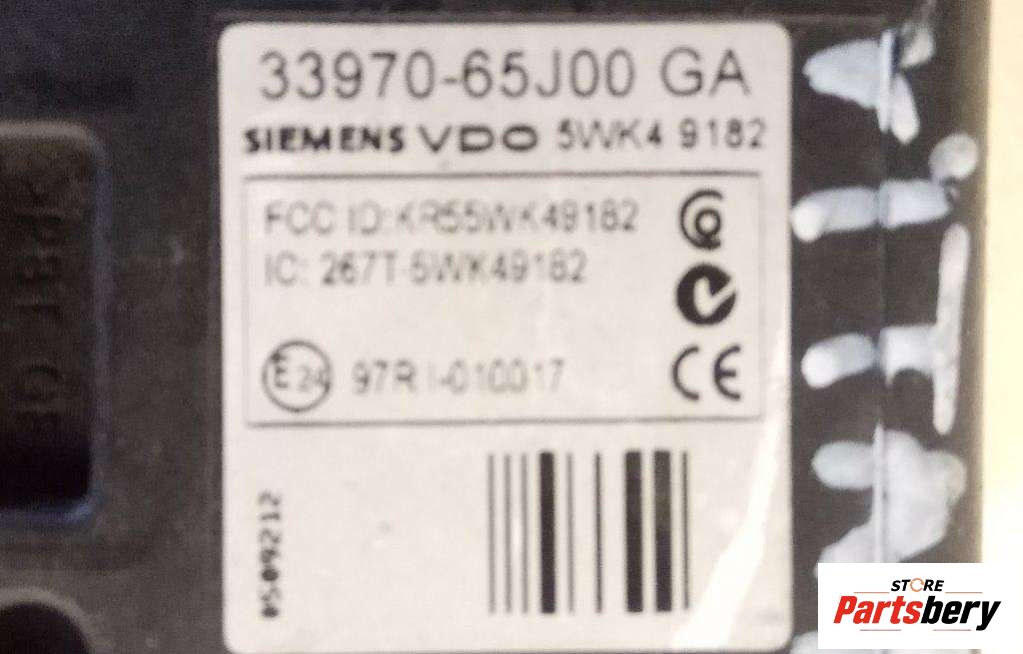 33970-65J00 GA
SIEMENS VDO 5WK4 9182
FCC ID:KR55WK49182
IC: 267T-5WK49182
E24 97R I-010017
CE
0509212
STORE
Partsbery